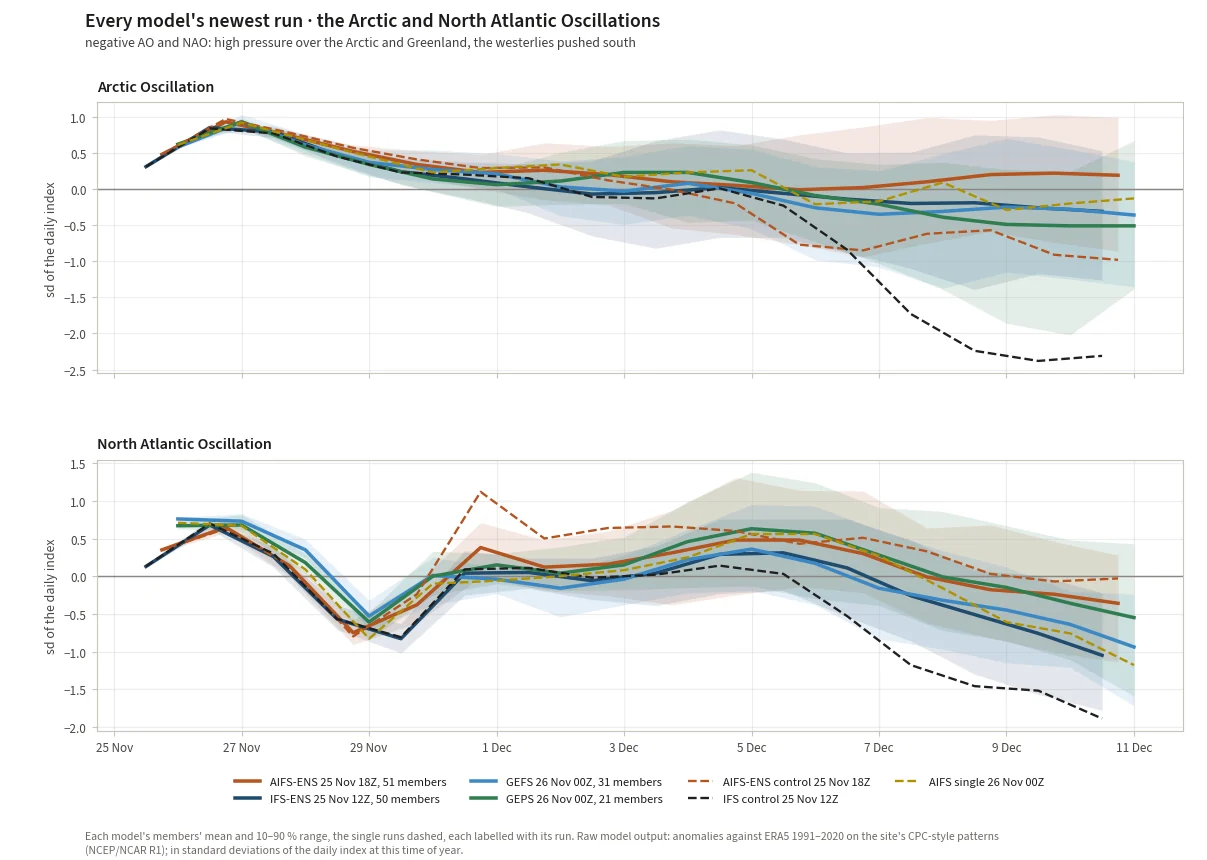 Every model's newest run · the Arctic and North Atlantic Oscillations
negative AO and NAO: high pressure over the Arctic and Greenland, the westerlies pushed south
Arctic Oscillation
1.0
0.5
0.0
−0.5
−1.0
−1.5
−2.0
−2.5
sd of the daily index
North Atlantic Oscillation
1.5
1.0
0.5
0.0
−0.5
−1.0
−1.5
−2.0
sd of the daily index
25 Nov
27 Nov
29 Nov
1 Dec
3 Dec
5 Dec
7 Dec
9 Dec
11 Dec
AIFS-ENS 25 Nov 18Z, 51 members
IFS-ENS 25 Nov 12Z, 50 members
GEFS 26 Nov 00Z, 31 members
GEPS 26 Nov 00Z, 21 members
AIFS-ENS control 25 Nov 18Z
IFS control 25 Nov 12Z
AIFS single 26 Nov 00Z
Each model's members' mean and 10–90 % range, the single runs dashed, each labelled with its run. Raw model output: anomalies against ERA5 1991–2020 on the site's CPC-style patterns
(NCEP/NCAR R1); in standard deviations of the daily index at this time of year.